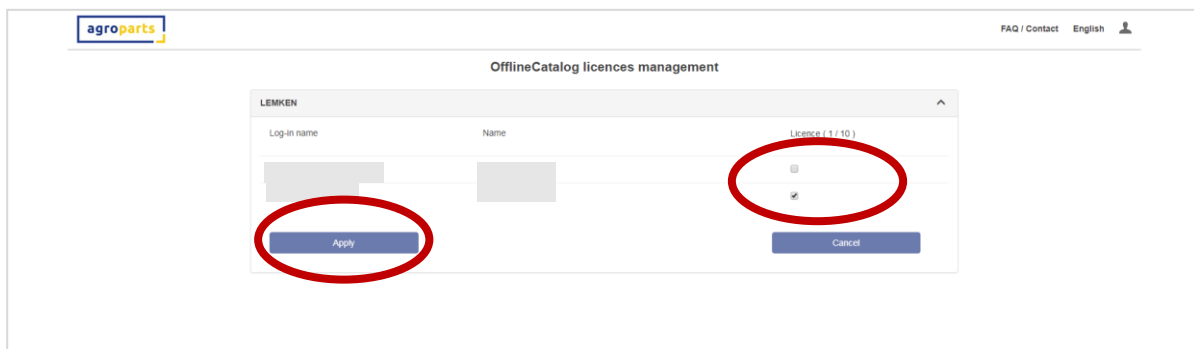 agroparts
FAQ / Contact English
OfflineCatalog licences management
LEMKEN
Log-in name Name Licence ( 1 / 10 )
Apply Cancel